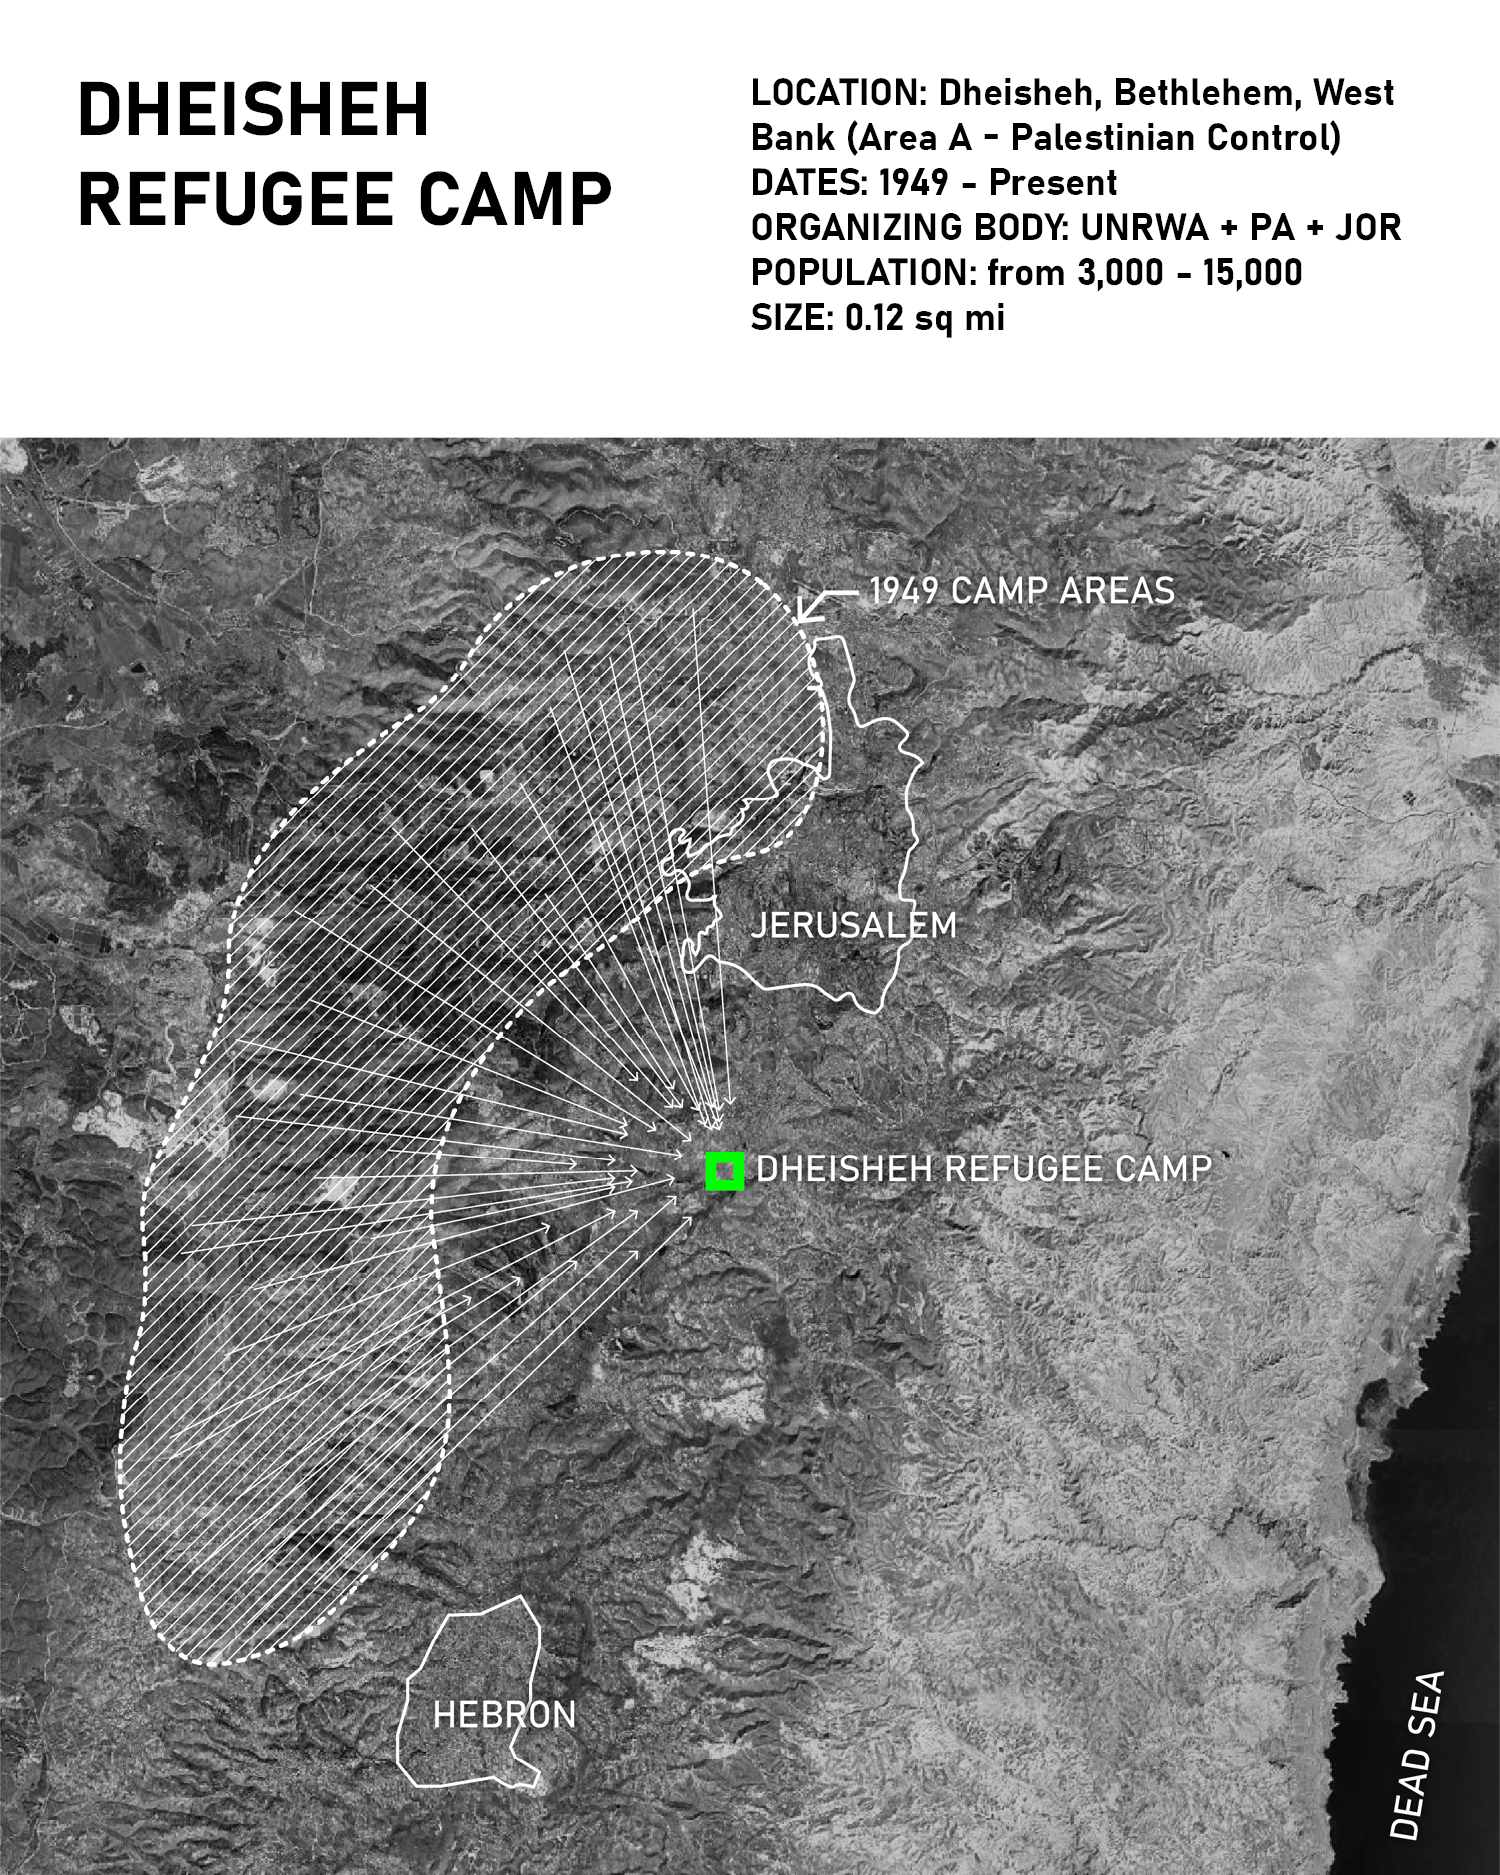 DHEISHEH
REFUGEE CAMP
LOCATION: Dheisheh, Bethlehem, West
Bank (Area A - Palestinian Control)
DATES: 1949 - Present
ORGANIZING BODY: UNRWA + PA + JOR
POPULATION: from 3,000 - 15,000
SIZE: 0.12 sq mi
1949 CAMP AREAS
JERUSALEM
DHEISHEH REFUGEE CAMP
HEBRON
DEAD SEA